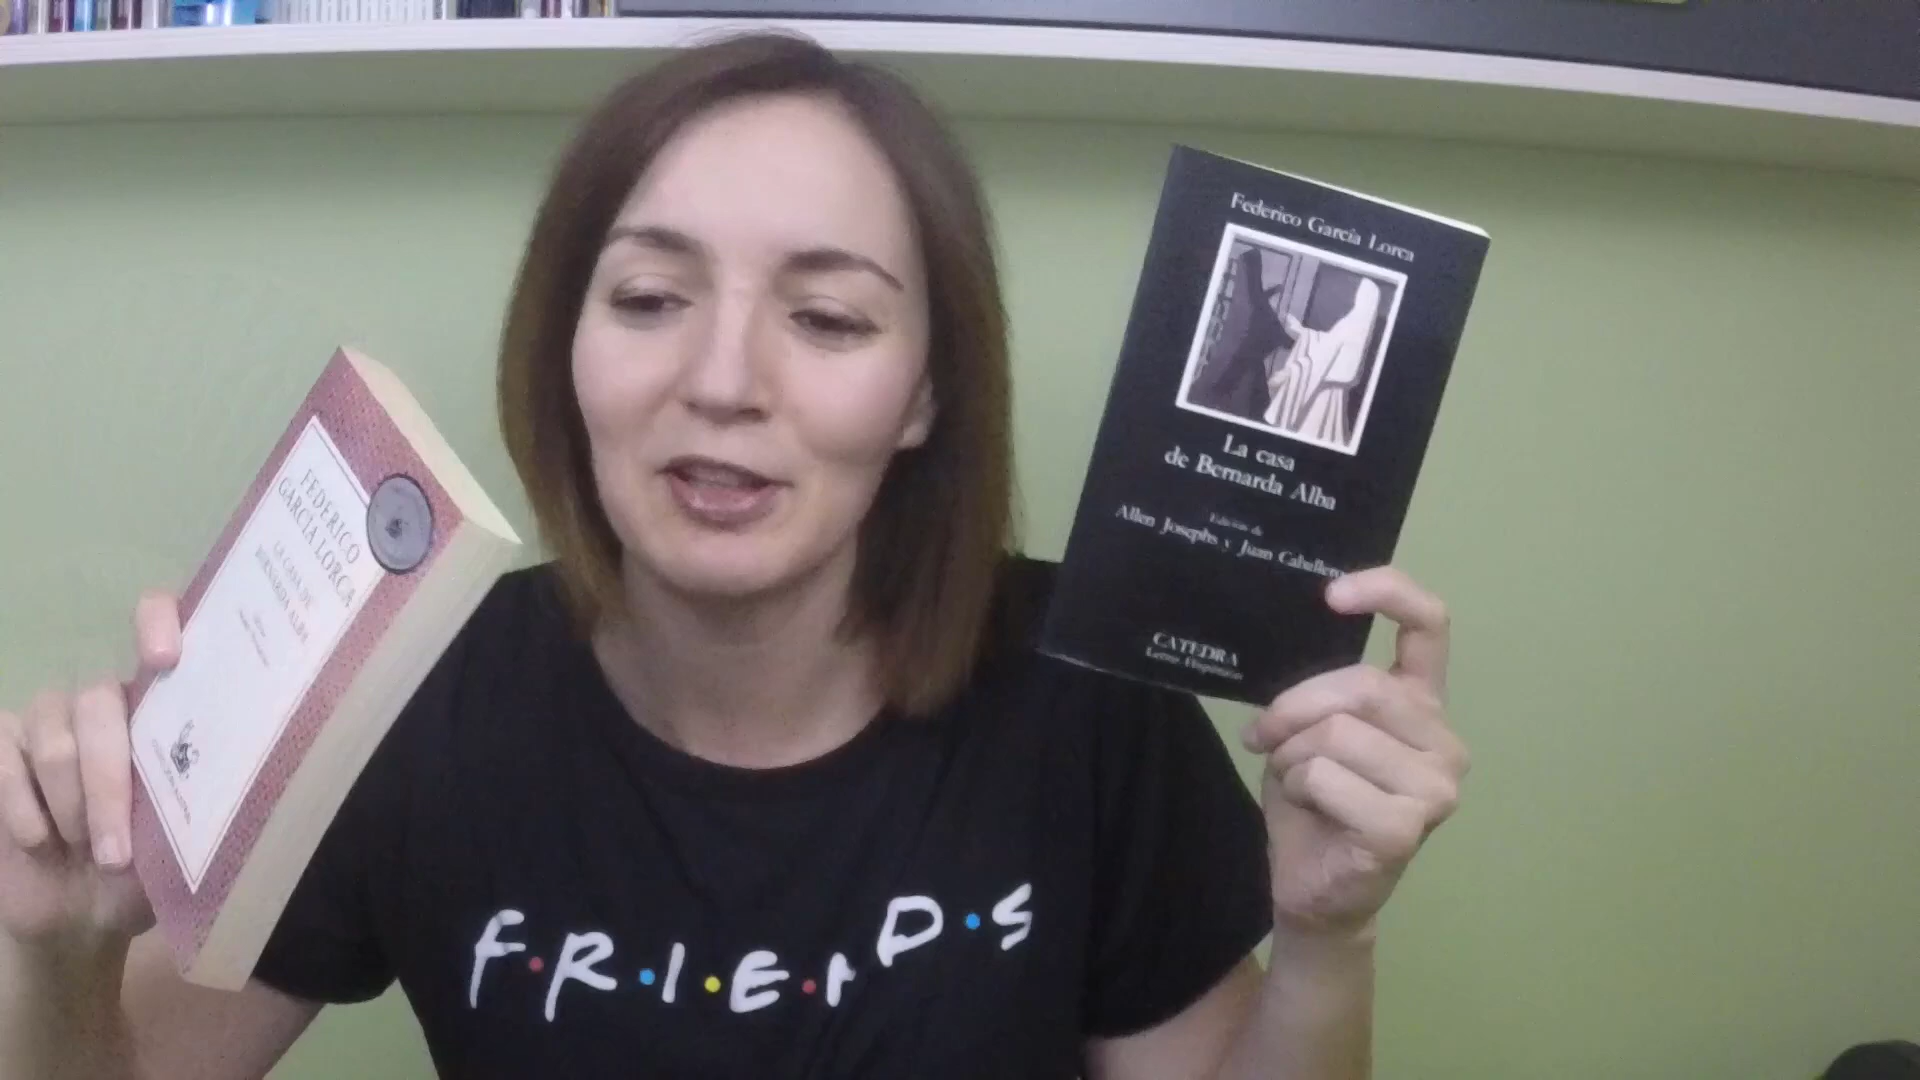 FEDERICO
GARCÍA LORCA
LA CASA DE
BERNARDA ALBA
Federico García Lorca
La casa
de Bernarda Alba
Edición de
Allen Josephs y Juan Caballero
CATEDRA
Letras Hispánicas
F·R·I·E·N D·S